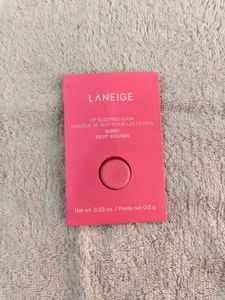 LANEIGE
LIP SLEEPING MASK
MASQUE DE NUIT POUR LES LÈVRES
BERRY
FRUIT ROUGES
Net wt. 0.02 oz. / Poids net 0.8 g